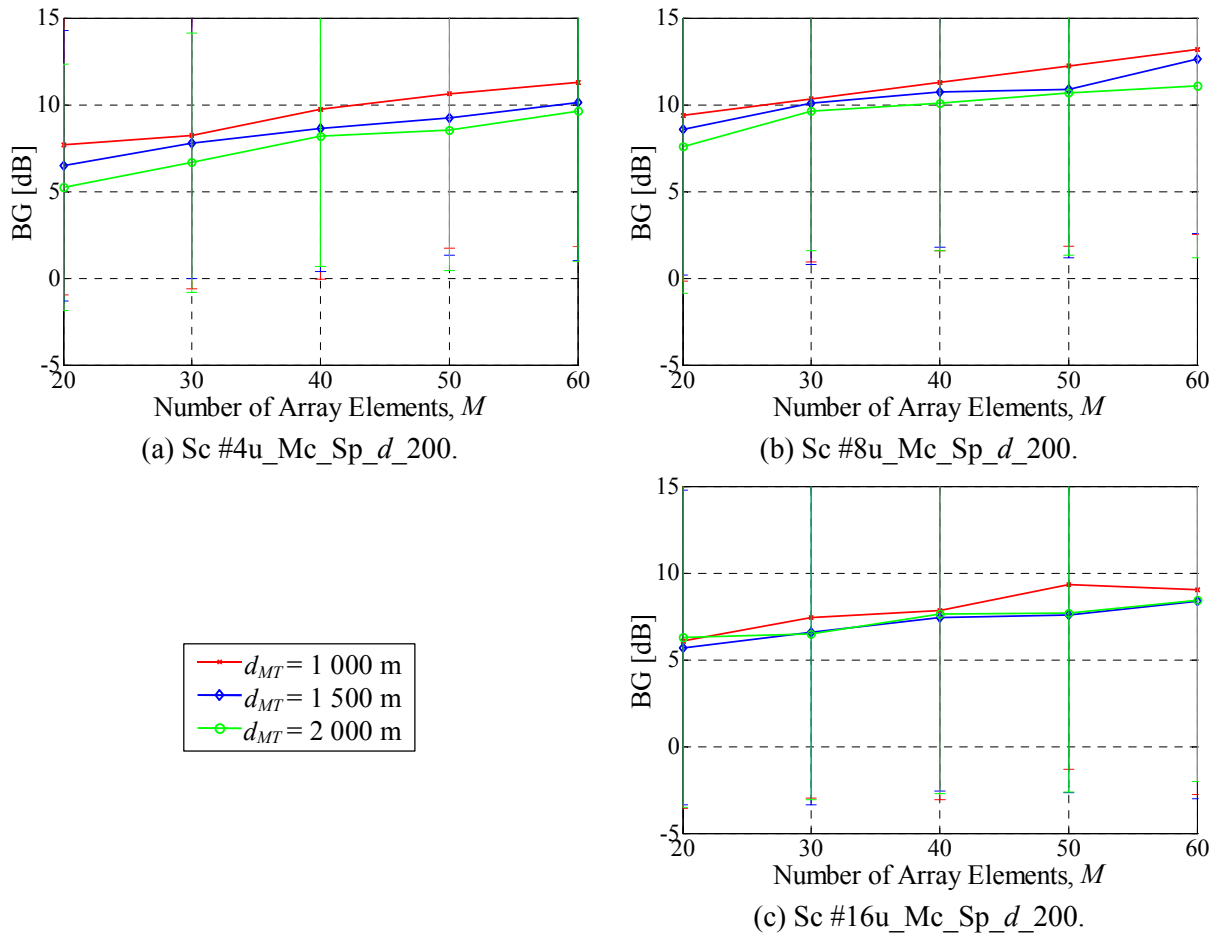 15
10
5
0
-5
BG [dB]
20 30 40 50 60
Number of Array Elements, M
(a) Sc #4u_Mc_Sp_d_200.
15
10
5
0
-5
BG [dB]
20 30 40 50 60
Number of Array Elements, M
(b) Sc #8u_Mc_Sp_d_200.
d_MT = 1 000 m
d_MT = 1 500 m
d_MT = 2 000 m
15
10
5
0
-5
BG [dB]
20 30 40 50 60
Number of Array Elements, M
(c) Sc #16u_Mc_Sp_d_200.